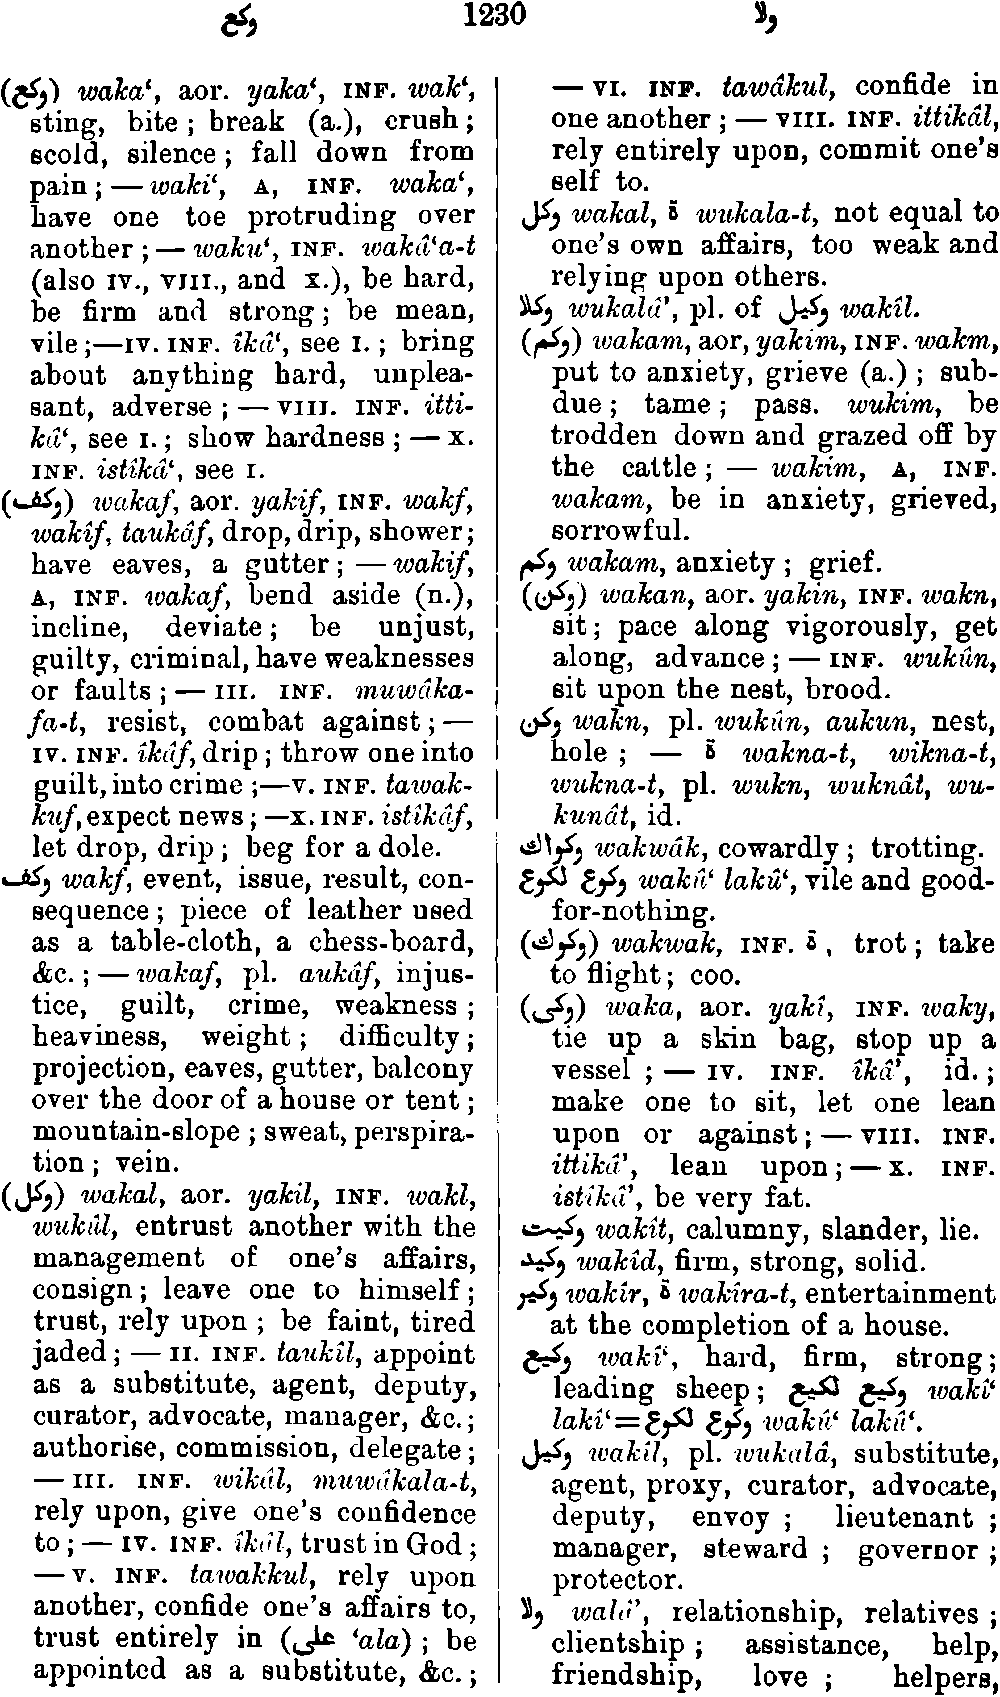 وكع 1230 ولا
(وكع) waka‘, aor. yaka‘, INF. wak‘,
sting, bite ; break (a.), crush ;
scold, silence ; fall down from
pain ; — waki‘, A, INF. waka‘,
have one toe protruding over
another ; — waku‘, INF. wakâ‘a-t
(also IV., VIII., and X.), be hard,
be firm and strong ; be mean,
vile ;—IV. INF. îkâ‘, see I. ; bring
about anything hard, unplea-
sant, adverse ; — VIII. INF. itti-
kâ‘, see I. ; show hardness ; — X.
INF. istîkâ‘, see I.
(وكف) wakaf, aor. yakif, INF. wakf,
wakîf, taukâf, drop, drip, shower ;
have eaves, a gutter ; — wakif,
A, INF. wakaf, bend aside (n.),
incline, deviate ; be unjust,
guilty, criminal, have weaknesses
or faults ; — III. INF. muwâka-
fa-t, resist, combat against ; —
IV. INF. îkâf, drip ; throw one into
guilt, into crime ;—V. INF. tawak-
kuf, expect news ; —X. INF. istîkâf,
let drop, drip ; beg for a dole.
وكف wakf, event, issue, result, con-
sequence ; piece of leather used
as a table-cloth, a chess-board,
&c. ; — wakaf, pl. aukâf, injus-
tice, guilt, crime, weakness ;
heaviness, weight ; difficulty ;
projection, eaves, gutter, balcony
over the door of a house or tent ;
mountain-slope ; sweat, perspira-
tion ; vein.
(وكل) wakal, aor. yakil, INF. wakl,
wukûl, entrust another with the
management of one's affairs,
consign ; leave one to himself ;
trust, rely upon ; be faint, tired
jaded ; — II. INF. taukîl, appoint
as a substitute, agent, deputy,
curator, advocate, manager, &c. ;
authorise, commission, delegate ;
— III. INF. wikâl, muwâkala-t,
rely upon, give one's confidence
to ; — IV. INF. îkâl, trust in God ;
— V. INF. tawakkul, rely upon
another, confide one's affairs to,
trust entirely in (على ‘ala) ; be
appointed as a substitute, &c. ;
— VI. INF. tawâkul, confide in
one another ; — VIII. INF. ittikâl,
rely entirely upon, commit one's
self to.
وكل wakal, ة wukala-t, not equal to
one's own affairs, too weak and
relying upon others.
وكلا wukalâ’, pl. of وكيل wakîl.
(وكم) wakam, aor, yakim, INF. wakm,
put to anxiety, grieve (a.) ; sub-
due ; tame ; pass. wukim, be
trodden down and grazed off by
the cattle ; — wakim, A, INF.
wakam, be in anxiety, grieved,
sorrowful.
وكم wakam, anxiety ; grief.
(وكن) wakan, aor. yakin, INF. wakn,
sit ; pace along vigorously, get
along, advance ; — INF. wukûn,
sit upon the nest, brood.
وكن wakn, pl. wukûn, aukun, nest,
hole ; — ة wakna-t, wikna-t,
wukna-t, pl. wukn, wuknât, wu-
kunât, id.
وكواك wakwâk, cowardly ; trotting.
وكوع لكوع wakû‘ lakû‘, vile and good-
for-nothing.
(وكوك) wakwak, INF. ة, trot ; take
to flight ; coo.
(وكى) waka, aor. yakî, INF. waky,
tie up a skin bag, stop up a
vessel ; — IV. INF. îkâ’, id. ;
make one to sit, let one lean
upon or against ; — VIII. INF.
ittikâ’, lean upon ; — X. INF.
istîkâ’, be very fat.
وكيت wakît, calumny, slander, lie.
وكيد wakîd, firm, strong, solid.
وكير wakîr, ة wakîra-t, entertainment
at the completion of a house.
وكيع wakî‘, hard, firm, strong ;
leading sheep ; وكيع لكيع wakî‘
lakî‘=وكوع لكوع wakû‘ lakû‘.
وكيل wakîl, pl. wukalâ, substitute,
agent, proxy, curator, advocate,
deputy, envoy ; lieutenant ;
manager, steward ; governor ;
protector.
ولا walâ’, relationship, relatives ;
clientship ; assistance, help,
friendship, love ; helpers,